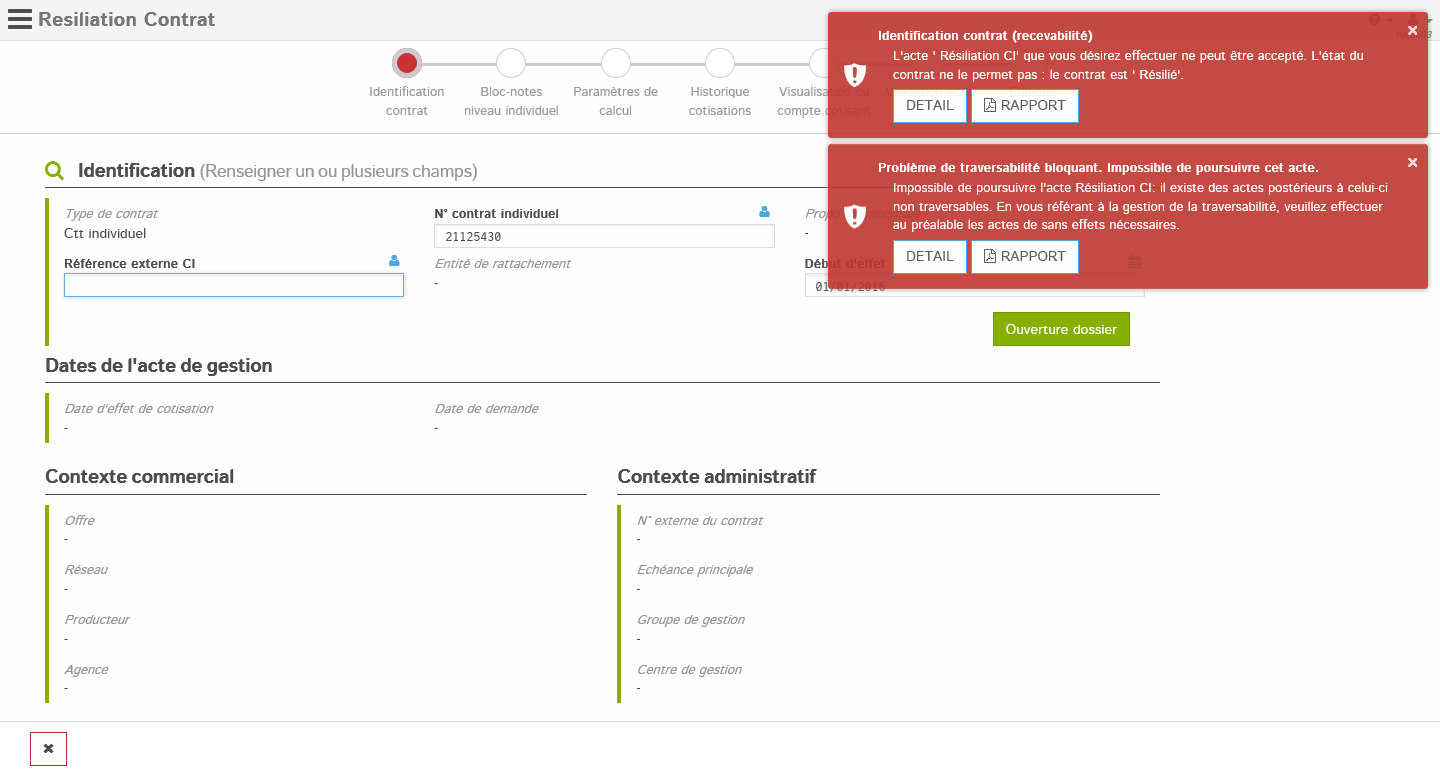 Resiliation Contrat
Identification
contrat
Bloc-notes
niveau individuel
Paramètres de
calcul
Historique
cotisations
Visualisation du
compte cotisant
Identification contrat (recevabilité)
L'acte ' Résiliation CI' que vous désirez effectuer ne peut être accepté. L'état du
contrat ne le permet pas : le contrat est ' Résilié'.
DETAIL
RAPPORT
Problème de traversabilité bloquant. Impossible de poursuivre cet acte.
Impossible de poursuivre l'acte Résiliation CI: il existe des actes postérieurs à celui-ci
non traversables. En vous référant à la gestion de la traversabilité, veuillez effectuer
au préalable les actes de sans effets nécessaires.
DETAIL
RAPPORT
Identification (Renseigner un ou plusieurs champs)
Type de contrat
Ctt individuel
N° contrat individuel
21125430
-
Référence externe CI
Entité de rattachement
-
Début d'effet
01/01/2016
Ouverture dossier
Dates de l'acte de gestion
Date d'effet de cotisation
-
Date de demande
-
Contexte commercial
Offre
-
Réseau
-
Producteur
-
Agence
-
Contexte administratif
N° externe du contrat
-
Echéance principale
-
Groupe de gestion
-
Centre de gestion
-